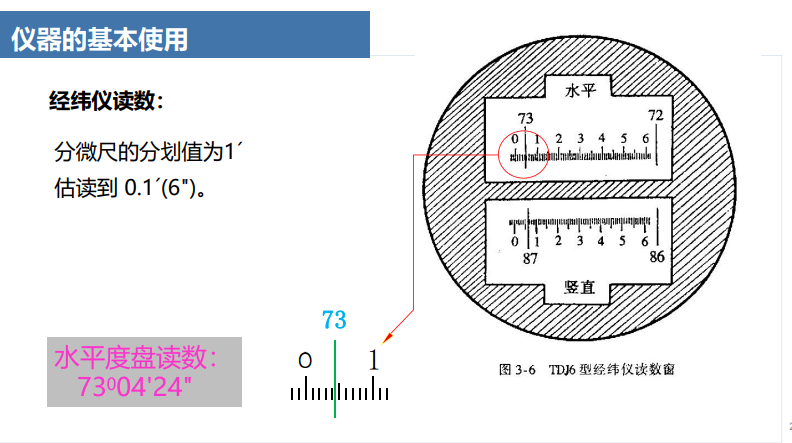 仪器的基本使用
经纬仪读数：
分微尺的分划值为1′
估读到 0.1′(6")。
水平
73 72
0 1 2 3 4 5 6
0 1 2 3 4 5 6
87 86
竖直
图 3-6 TDJ6 型经纬仪读数窗
73
0 1
水平度盘读数：
73⁰04'24"
2